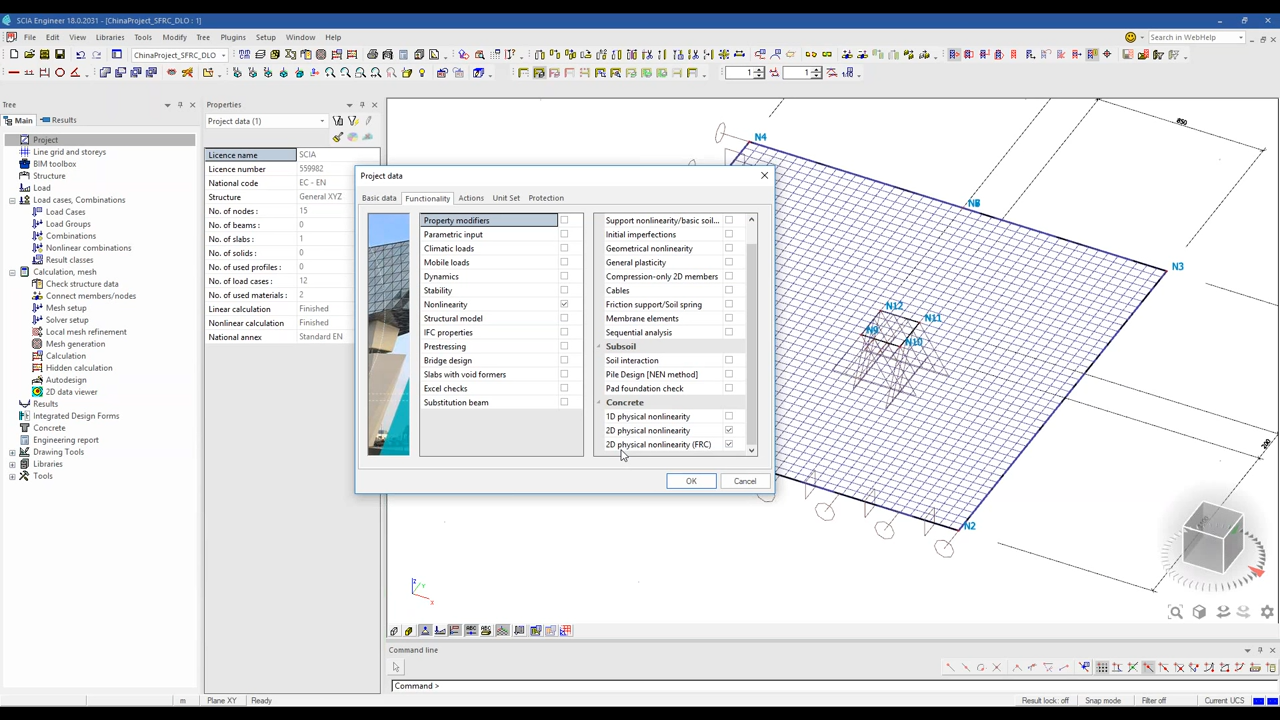 SCIA Engineer 18.0.2031 - [ChinaProject_SFRC_DLO : 1]
File Edit View Libraries Tools Modify Tree Plugins Setup Window Help
Search in WebHelp
ChinaProject_SFRC_DLO
1 1
Tree
Main Results
Project
Line grid and storeys
BIM toolbox
Structure
Load
Load cases, Combinations
Load Cases
Load Groups
Combinations
Nonlinear combinations
Result classes
Calculation, mesh
Check structure data
Connect members/nodes
Mesh setup
Solver setup
Local mesh refinement
Mesh generation
Calculation
Hidden calculation
Autodesign
2D data viewer
Results
Integrated Design Forms
Concrete
Engineering report
Drawing Tools
Libraries
Tools
Properties
Project data (1)
Licence name SCIA
Licence number 559982
National code EC - EN
Structure General XYZ
No. of nodes : 15
No. of beams : 0
No. of slabs : 1
No. of solids : 0
No. of used profiles : 0
No. of load cases : 12
No. of used materials : 2
Linear calculation Finished
Nonlinear calculation Finished
National annex Standard EN
Project data
Basic data Functionality Actions Unit Set Protection
Property modifiers
Parametric input
Climatic loads
Mobile loads
Dynamics
Stability
Nonlinearity
Structural model
IFC properties
Prestressing
Bridge design
Slabs with void formers
Excel checks
Substitution beam
Support nonlinearity/basic soil...
Initial imperfections
Geometrical nonlinearity
General plasticity
Compression-only 2D members
Cables
Friction support/Soil spring
Membrane elements
Sequential analysis
Subsoil
Soil interaction
Pile Design [NEN method]
Pad foundation check
Concrete
1D physical nonlinearity
2D physical nonlinearity
2D physical nonlinearity (FRC)
OK Cancel
N4
850
N3
N12
N11
N9
N10
200
N2
Z
Y
X
Command line
Command >
m Plane XY Ready
Result lock: off Snap mode Filter off Current UCS